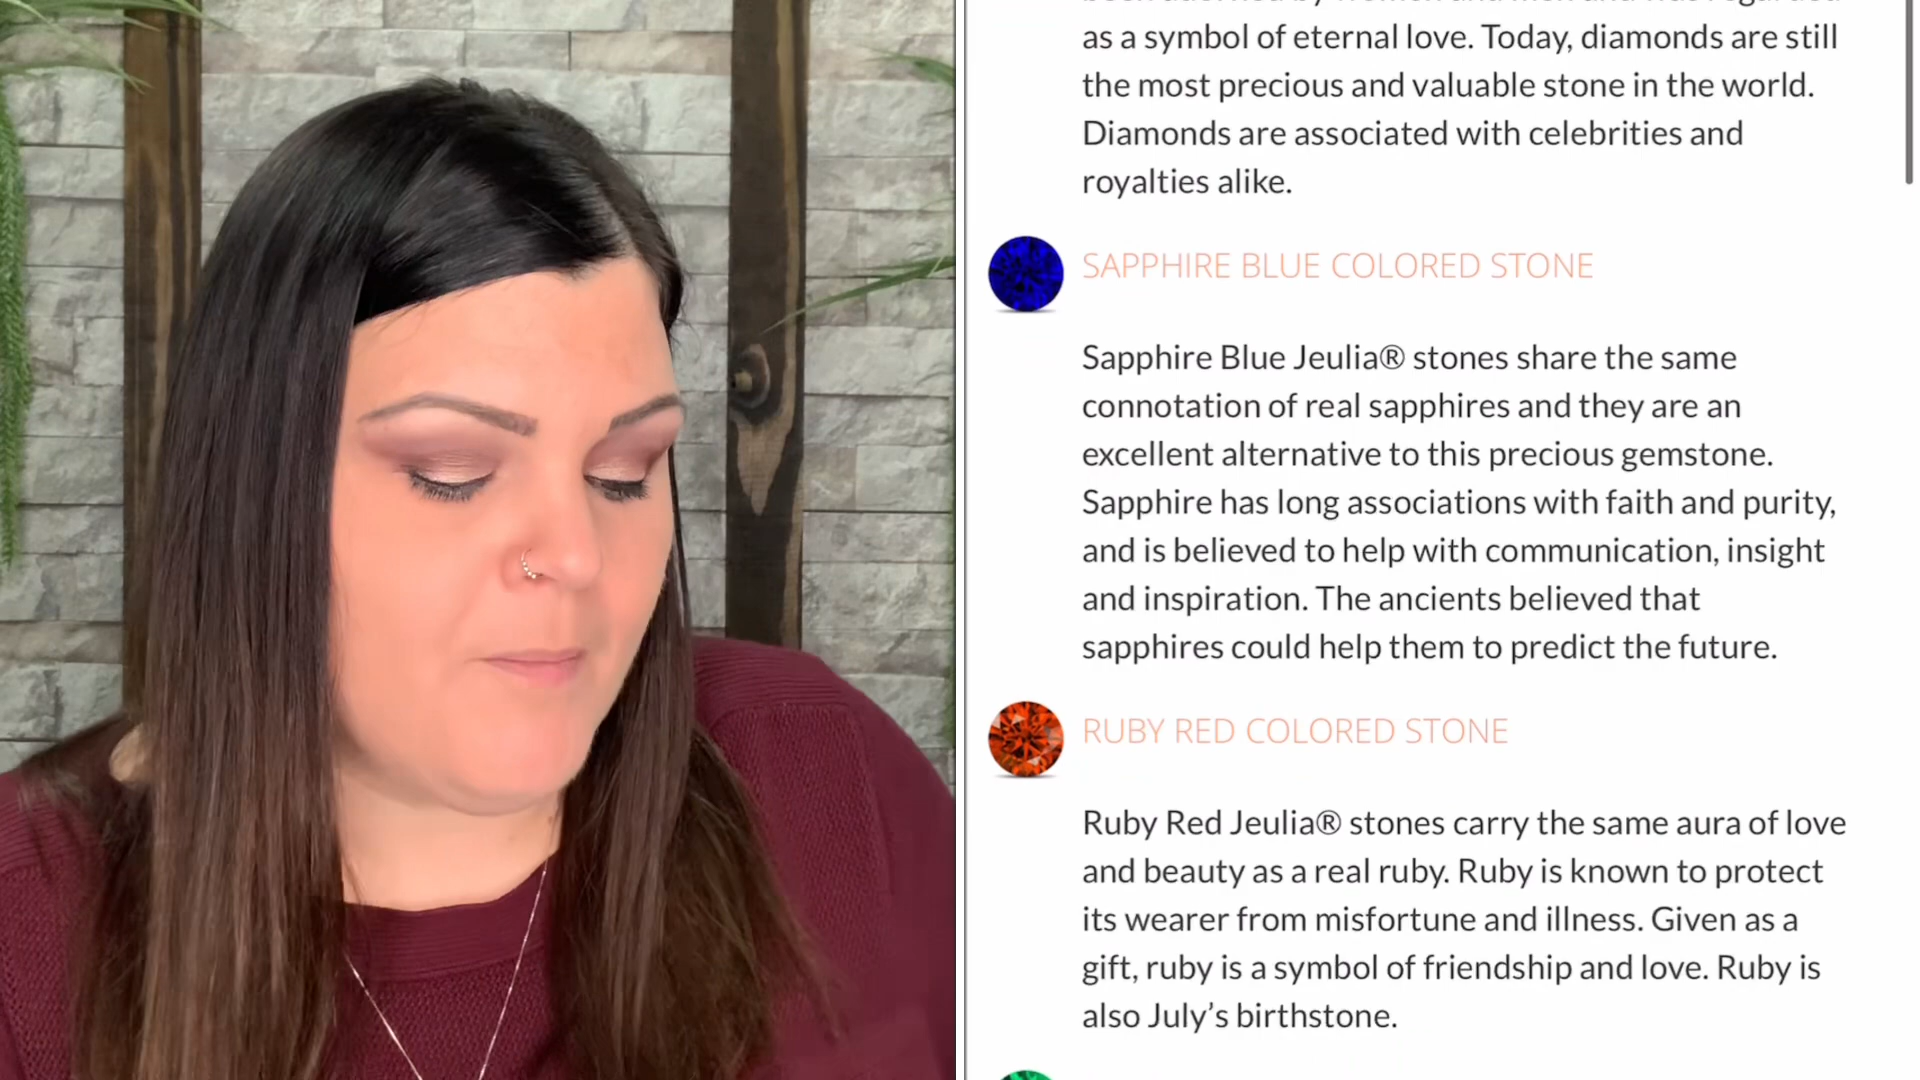 as a symbol of eternal love. Today, diamonds are still
the most precious and valuable stone in the world.
Diamonds are associated with celebrities and
royalties alike.
SAPPHIRE BLUE COLORED STONE
Sapphire Blue Jeulia® stones share the same
connotation of real sapphires and they are an
excellent alternative to this precious gemstone.
Sapphire has long associations with faith and purity,
and is believed to help with communication, insight
and inspiration. The ancients believed that
sapphires could help them to predict the future.
RUBY RED COLORED STONE
Ruby Red Jeulia® stones carry the same aura of love
and beauty as a real ruby. Ruby is known to protect
its wearer from misfortune and illness. Given as a
gift, ruby is a symbol of friendship and love. Ruby is
also July’s birthstone.